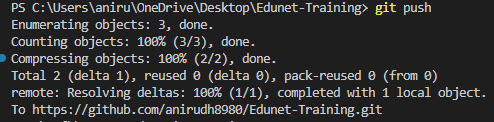 PS C:\Users\aniru\OneDrive\Desktop\Edunet-Training> git push
Enumerating objects: 3, done.
Counting objects: 100% (3/3), done.
Compressing objects: 100% (2/2), done.
Total 2 (delta 1), reused 0 (delta 0), pack-reused 0 (from 0)
remote: Resolving deltas: 100% (1/1), completed with 1 local object.
To https://github.com/anirudh8980/Edunet-Training.git